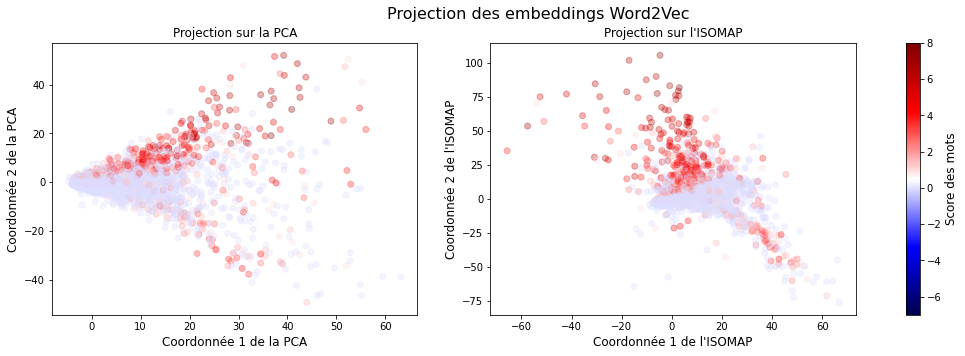 Projection des embeddings Word2Vec
Projection sur la PCA
Coordonnée 2 de la PCA
40
20
0
−20
−40
0 10 20 30 40 50 60
Coordonnée 1 de la PCA
Projection sur l'ISOMAP
Coordonnée 2 de l'ISOMAP
100
75
50
25
0
−25
−50
−75
−60 −40 −20 0 20 40 60
Coordonnée 1 de l'ISOMAP
8
6
4
2
0
−2
−4
−6
Score des mots